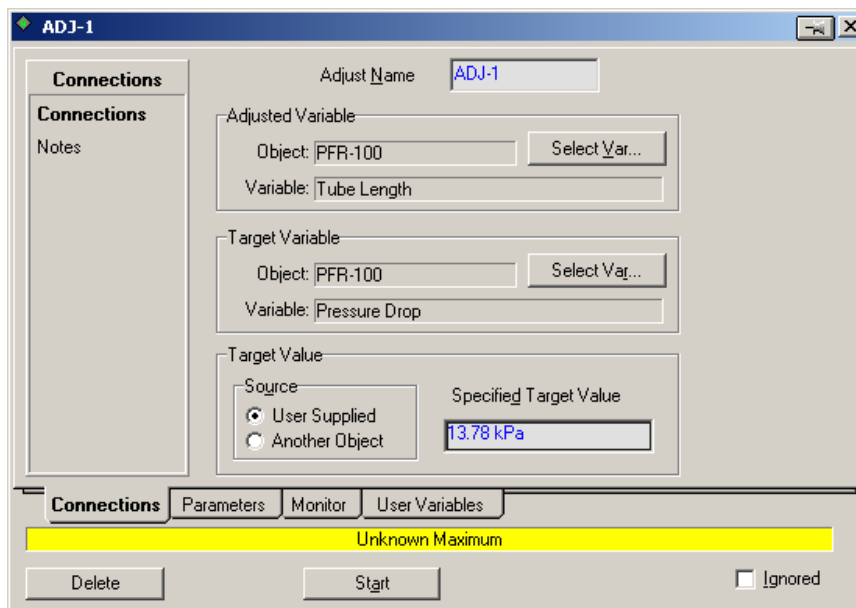 ADJ-1
Connections
Connections
Notes
Adjust Name ADJ-1
Adjusted Variable
Object: PFR-100 Select Var...
Variable: Tube Length
Target Variable
Object: PFR-100 Select Var...
Variable: Pressure Drop
Target Value
Source
User Supplied
Another Object
Specified Target Value
13.78 kPa
Connections Parameters Monitor User Variables
Unknown Maximum
Delete Start Ignored